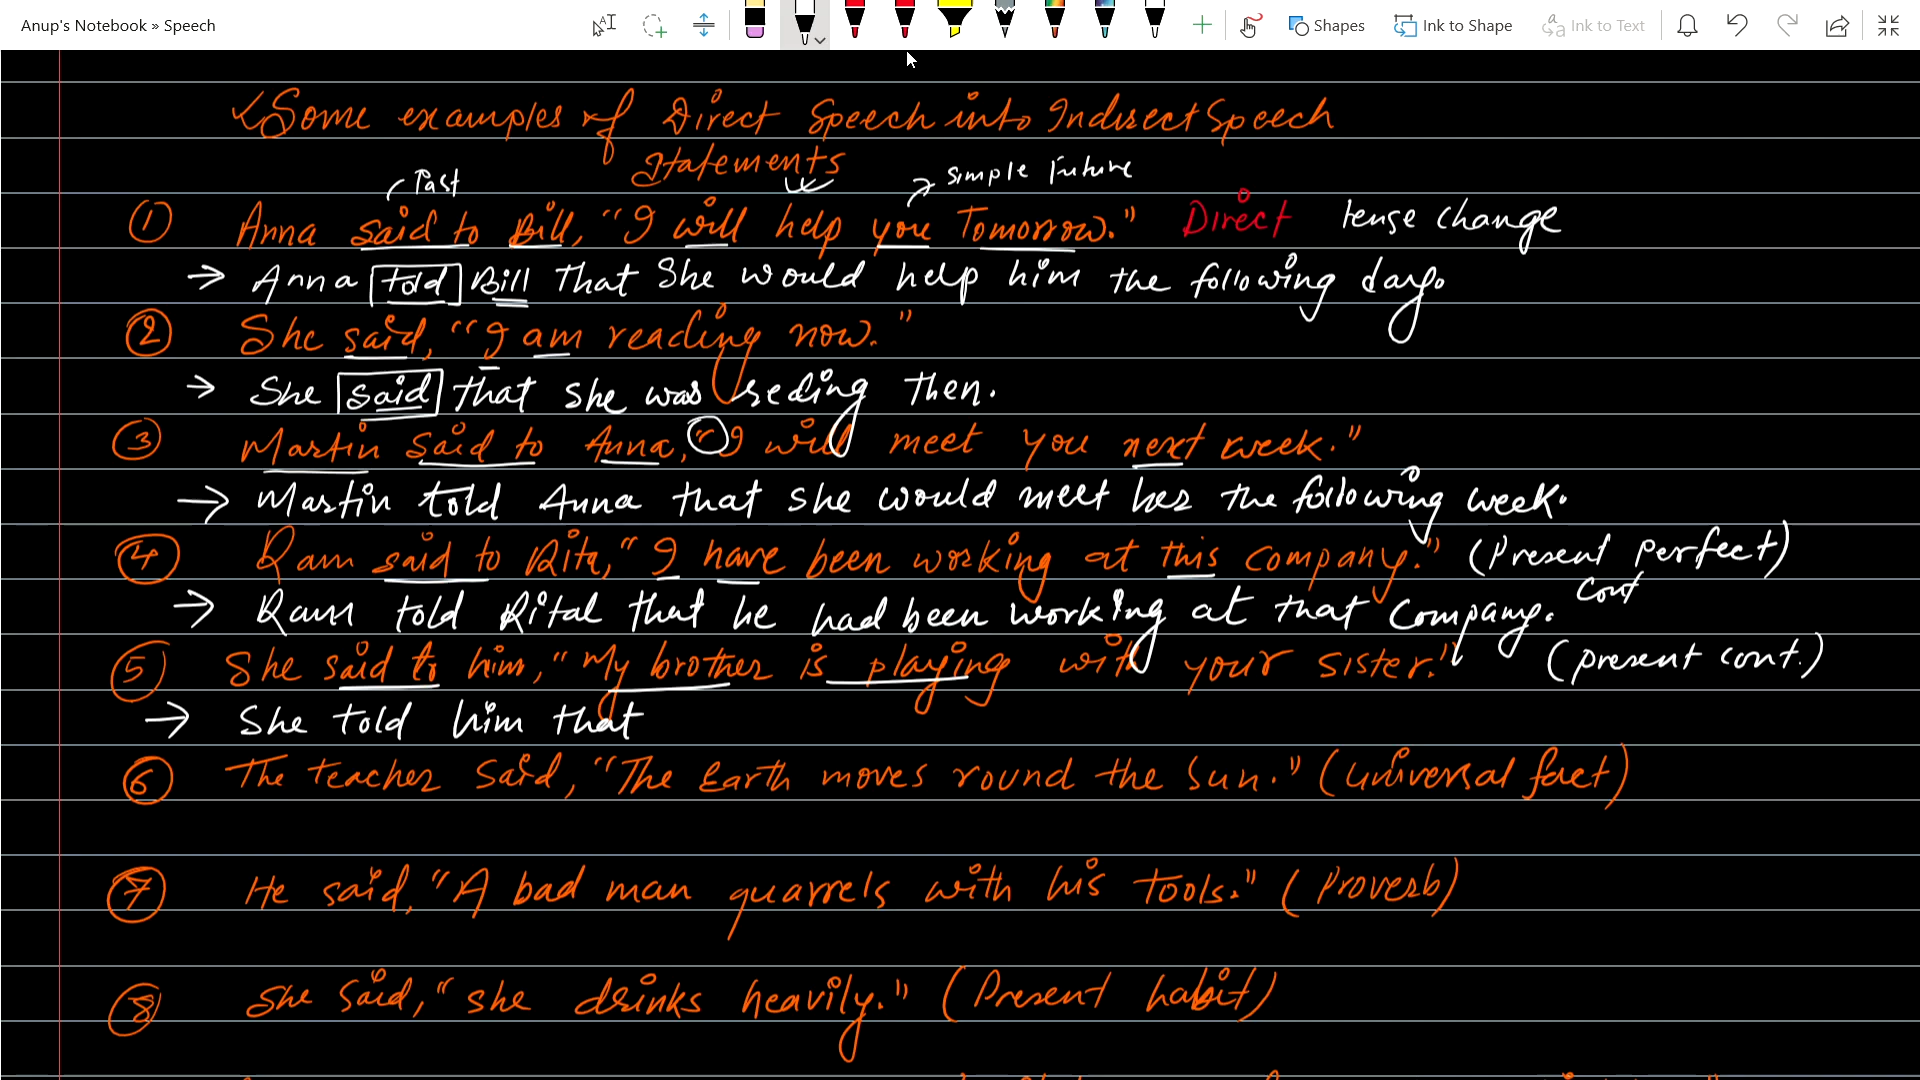 Anup's Notebook » Speech
Shapes
Ink to Shape
Ink to Text
Some examples of Direct Speech into Indirect Speech
Statements
Past
Simple Future
① Anna said to Bill, "I will help you Tomorrow." Direct tense change
→ Anna told Bill that She would help him the following day.
② She said, "I am reading now."
→ She said that she was reding then.
③ Martin said to Anna, "I will meet you next week."
→ Martin told Anna that she would meet her the following week.
④ Ram said to Rita, "I have been working at this company." (Present perfect)
cont
→ Ram told Rital that he had been working at that Company.
⑤ She said to him, "My brother is playing with your sister." (present cont.)
→ She told him that
⑥ The teacher said, "The Earth moves round the Sun." (universal fact)
⑦ He said, "A bad man quarrels with his tools." (Proverb)
⑧ She said, "she drinks heavily." (Present habit)